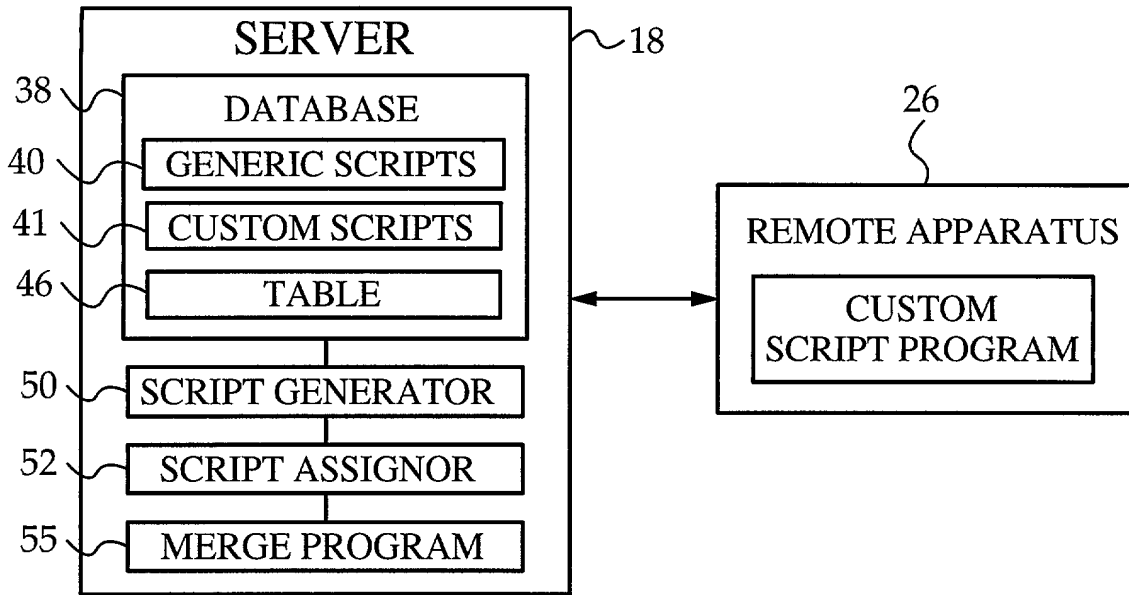 SERVER
18
38
DATABASE
40
GENERIC SCRIPTS
41
CUSTOM SCRIPTS
46
TABLE
50
SCRIPT GENERATOR
52
SCRIPT ASSIGNOR
55
MERGE PROGRAM
26
REMOTE APPARATUS
CUSTOM
SCRIPT PROGRAM